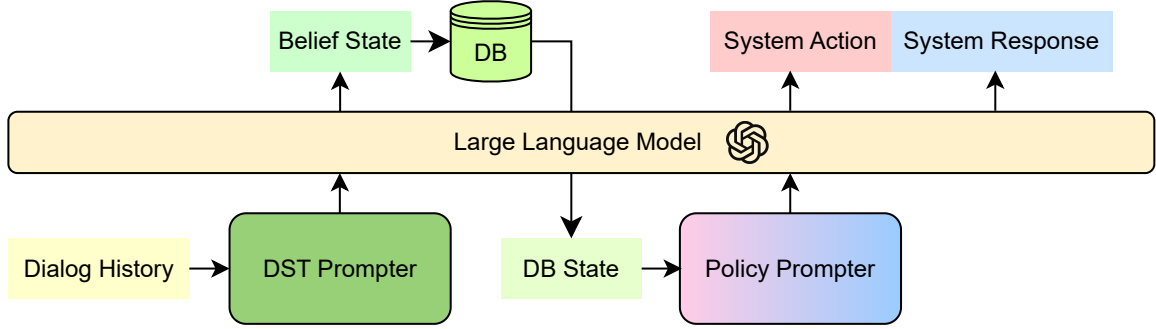 Belief State
DB
System Action
System Response
Large Language Model
Dialog History
DST Prompter
DB State
Policy Prompter